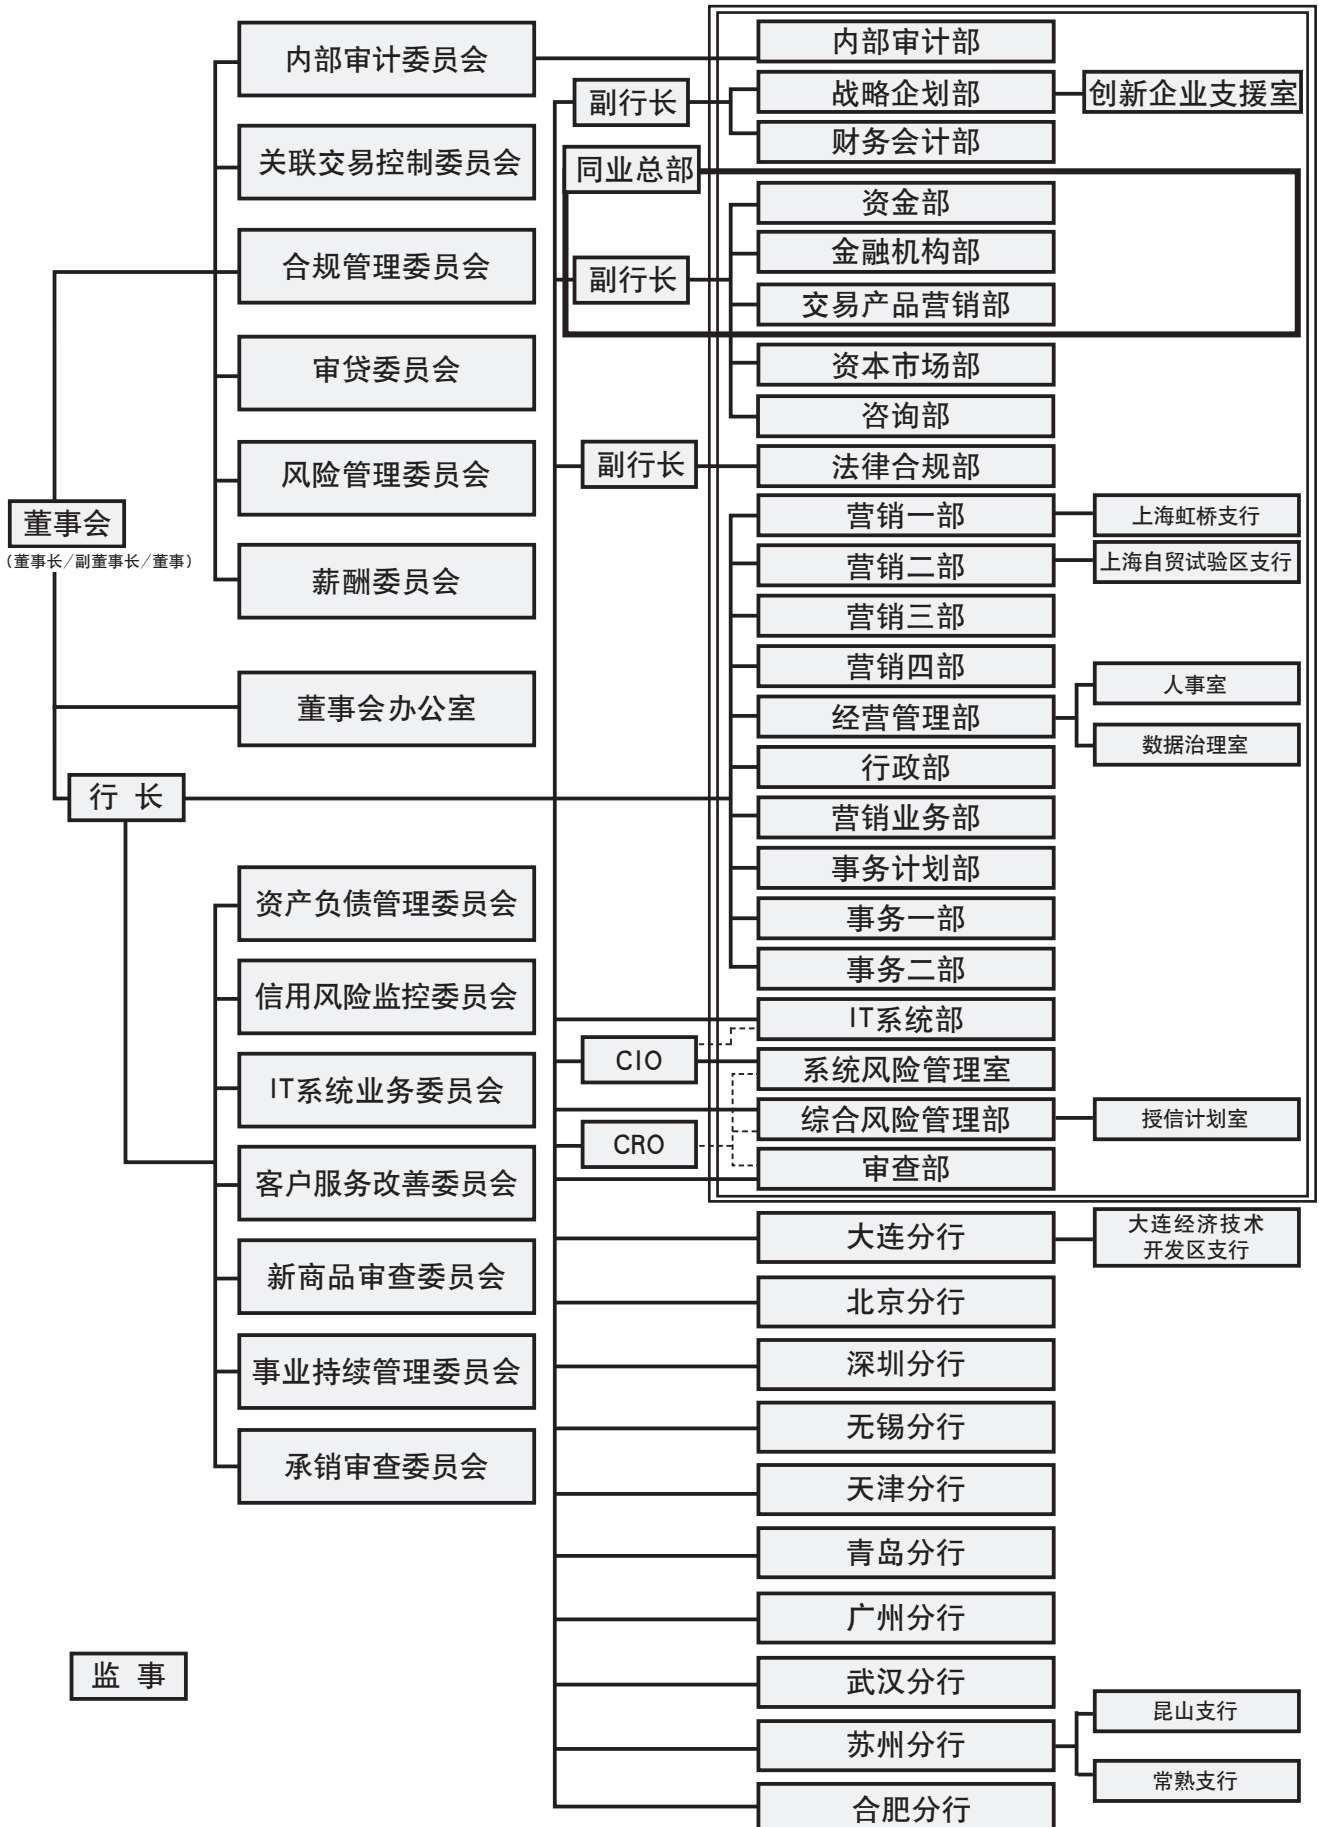 内部审计委员会
关联交易控制委员会
合规管理委员会
审贷委员会
风险管理委员会
薪酬委员会
董事会
（董事长/副董事长/董事）
董事会办公室
行 长
资产负债管理委员会
信用风险监控委员会
IT系统业务委员会
客户服务改善委员会
新商品审查委员会
事业持续管理委员会
承销审查委员会
监 事
副行长
同业总部
副行长
副行长
CIO
CRO
内部审计部
战略企划部
创新企业支援室
财务会计部
资金部
金融机构部
交易产品营销部
资本市场部
咨询部
法律合规部
营销一部
上海虹桥支行
营销二部
上海自贸试验区支行
营销三部
营销四部
经营管理部
人事室
数据治理室
行政部
营销业务部
事务计划部
事务一部
事务二部
IT系统部
系统风险管理室
综合风险管理部
授信计划室
审查部
大连分行
大连经济技术
开发区支行
北京分行
深圳分行
无锡分行
天津分行
青岛分行
广州分行
武汉分行
苏州分行
昆山支行
常熟支行
合肥分行